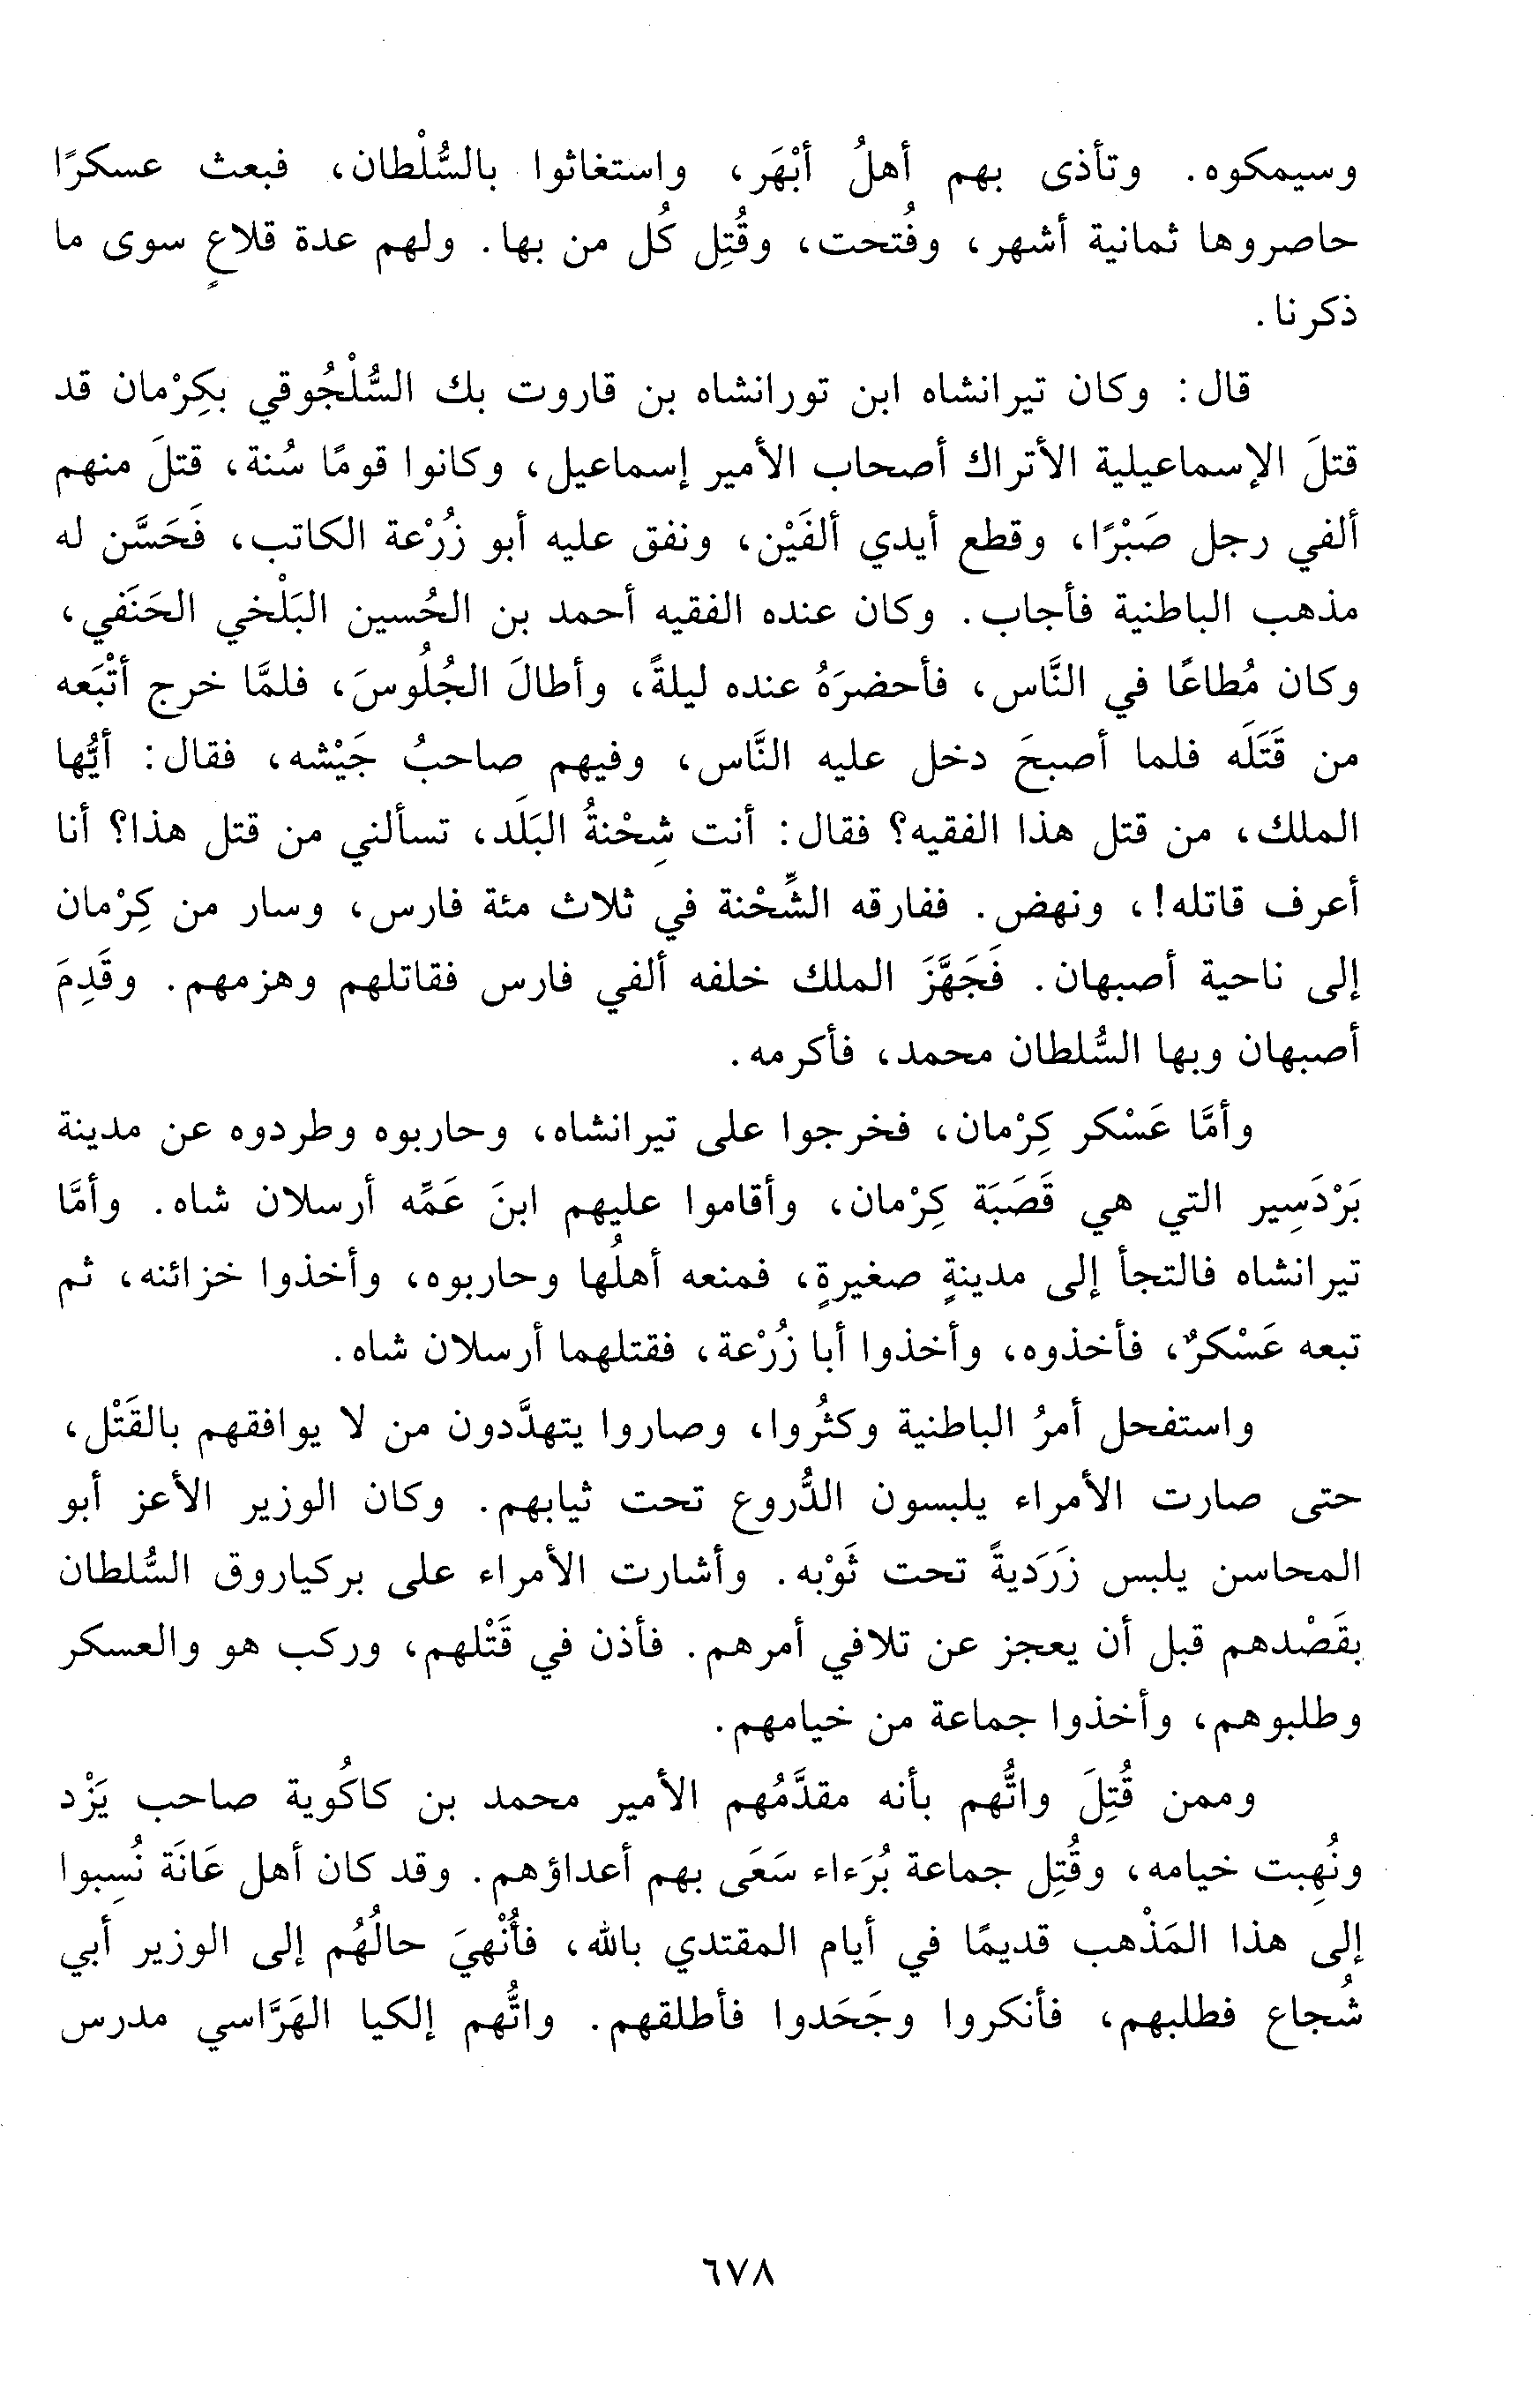 وسيمكوه. وتأذى بهم أهلُ أبْهَر، واستغاثوا بالسُّلْطان، فبعث عسكرًا
حاصروها ثمانية أشهر، وفُتحت، وقُتِل كُل من بها. ولهم عدة قلاعٍ سوى ما
ذكرنا.
قال: وكان تيرانشاه ابن تورانشاه بن قاروت بك السُّلْجُوقي بكِرْمان قد
قتلَ الإسماعيلية الأتراك أصحاب الأمير إسماعيل، وكانوا قومًا سُنة، قتلَ منهم
ألفي رجل صَبْرًا، وقطع أيدي ألفَيْن، ونفق عليه أبو زُرْعة الكاتب، فَحَسَّن له
مذهب الباطنية فأجاب. وكان عنده الفقيه أحمد بن الحُسين البَلْخي الحَنَفي،
وكان مُطاعًا في النَّاس، فأحضرَهُ عنده ليلةً، وأطالَ الجُلُوسَ، فلمَّا خرج أتْبَعه
من قَتَلَه فلما أصبحَ دخل عليه النَّاس، وفيهم صاحبُ جَيْشه، فقال: أيُّها
الملك، من قتل هذا الفقيه؟ فقال: أنت شِحْنةُ البَلَد، تسألني من قتل هذا؟ أنا
أعرف قاتله!، ونهض. ففارقه الشِّحْنة في ثلاث مئة فارس، وسار من كِرْمان
إلى ناحية أصبهان. فَجَهَّزَ الملك خلفه ألفي فارس فقاتلهم وهزمهم. وقَدِمَ
أصبهان وبها السُّلطان محمد، فأكرمه.
وأمَّا عَسْكر كِرْمان، فخرجوا على تيرانشاه، وحاربوه وطردوه عن مدينة
بَرْدَسِير التي هي قَصَبَة كِرْمان، وأقاموا عليهم ابنَ عَمِّه أرسلان شاه. وأمَّا
تيرانشاه فالتجأ إلى مدينةٍ صغيرةٍ، فمنعه أهلُها وحاربوه، وأخذوا خزائنه، ثم
تبعه عَسْكرٌ، فأخذوه، وأخذوا أبا زُرْعة، فقتلهما أرسلان شاه.
واستفحل أمرُ الباطنية وكثُروا، وصاروا يتهدَّدون من لا يوافقهم بالقَتْل،
حتى صارت الأمراء يلبسون الدُّروع تحت ثيابهم. وكان الوزير الأعز أبو
المحاسن يلبس زَرَديةً تحت ثَوْبه. وأشارت الأمراء على بركياروق السُّلطان
بقَصْدهم قبل أن يعجز عن تلافي أمرهم. فأذن في قَتْلهم، وركب هو والعسكر
وطلبوهم، وأخذوا جماعة من خيامهم.
وممن قُتِلَ واتُّهم بأنه مقدَّمُهم الأمير محمد بن كاكُوية صاحب يَزْد
ونُهِبت خيامه، وقُتِل جماعة بُرَءاء سَعَى بهم أعداؤهم. وقد كان أهل عَانَة نُسِبوا
إلى هذا المَذْهب قديمًا في أيام المقتدي بالله، فأُنْهيَ حالُهُم إلى الوزير أبي
شُجاع فطلبهم، فأنكروا وجَحَدوا فأطلقهم. واتُّهم إلكيا الهَرَّاسي مدرس
٦٧٨